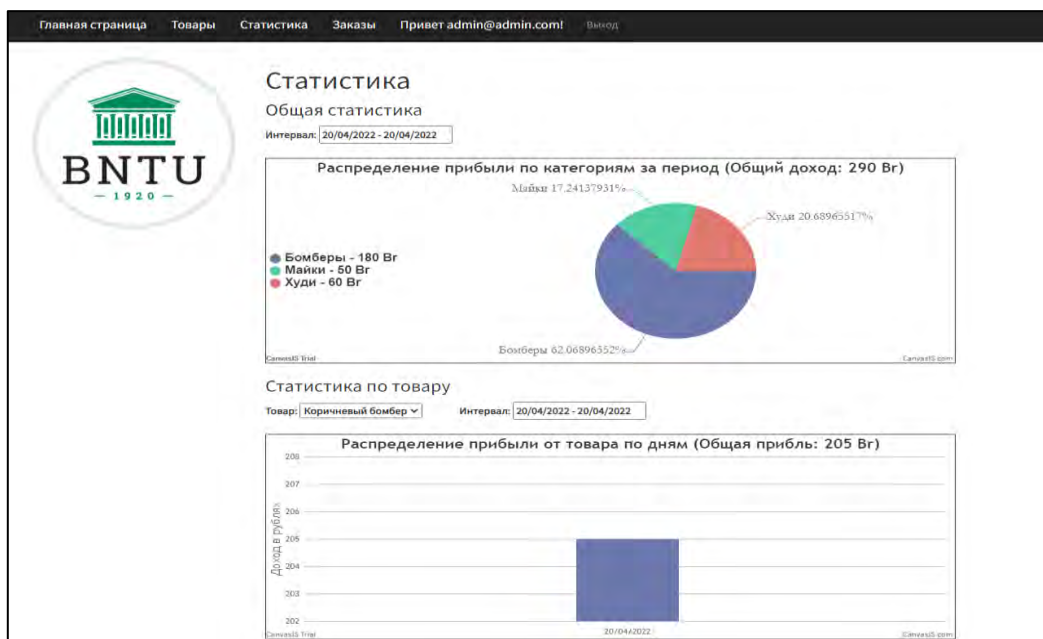 Главная страница Товары Статистика Заказы Привет admin@admin.com! Выход
BNTU
– 1920 –
Статистика
Общая статистика
Интервал: 20/04/2022 - 20/04/2022
Распределение прибыли по категориям за период (Общий доход: 290 Br)
Майки 17.24137931%
Худи 20.68965517%
Бомберы - 180 Br
Майки - 50 Br
Худи - 60 Br
Бомберы 62.06896552%
CanvasJS Trial
CanvasJS.com
Статистика по товару
Товар: Коричневый бомбер Интервал: 20/04/2022 - 20/04/2022
Распределение прибыли от товара по дням (Общая прибль: 205 Br)
Доход в рублях
208
207
206
205
204
203
202
20/04/2022
CanvasJS Trial
CanvasJS.com